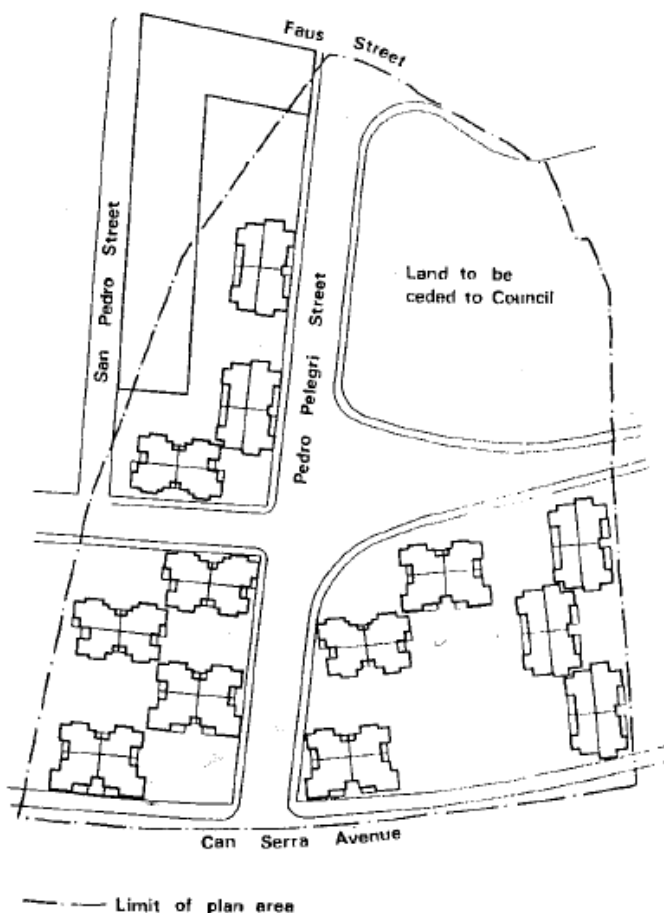 Faus Street
San Pedro Street
Pedro Pelegri Street
Land to be
ceded to Council
Can Serra Avenue
Limit of plan area